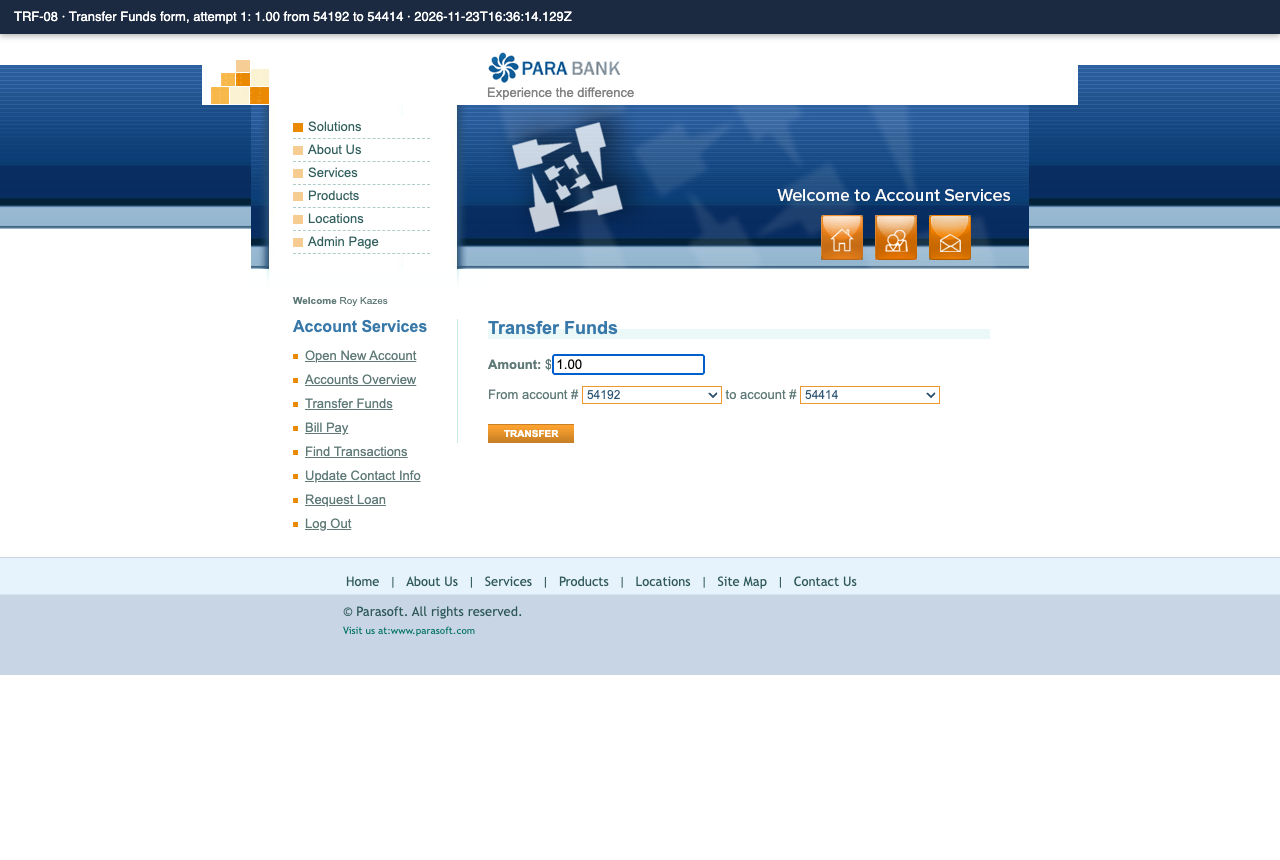 TRF-08 · Transfer Funds form, attempt 1: 1.00 from 54192 to 54414 · 2026-11-23T16:36:14.129Z
PARA BANK
Experience the difference
Solutions
About Us
Services
Products
Locations
Admin Page
Welcome to Account Services
Welcome Roy Kazes
Account Services
Open New Account
Accounts Overview
Transfer Funds
Bill Pay
Find Transactions
Update Contact Info
Request Loan
Log Out
Transfer Funds
Amount: $ 1.00
From account # 54192 to account # 54414
TRANSFER
Home | About Us | Services | Products | Locations | Site Map | Contact Us
© Parasoft. All rights reserved.
Visit us at:www.parasoft.com